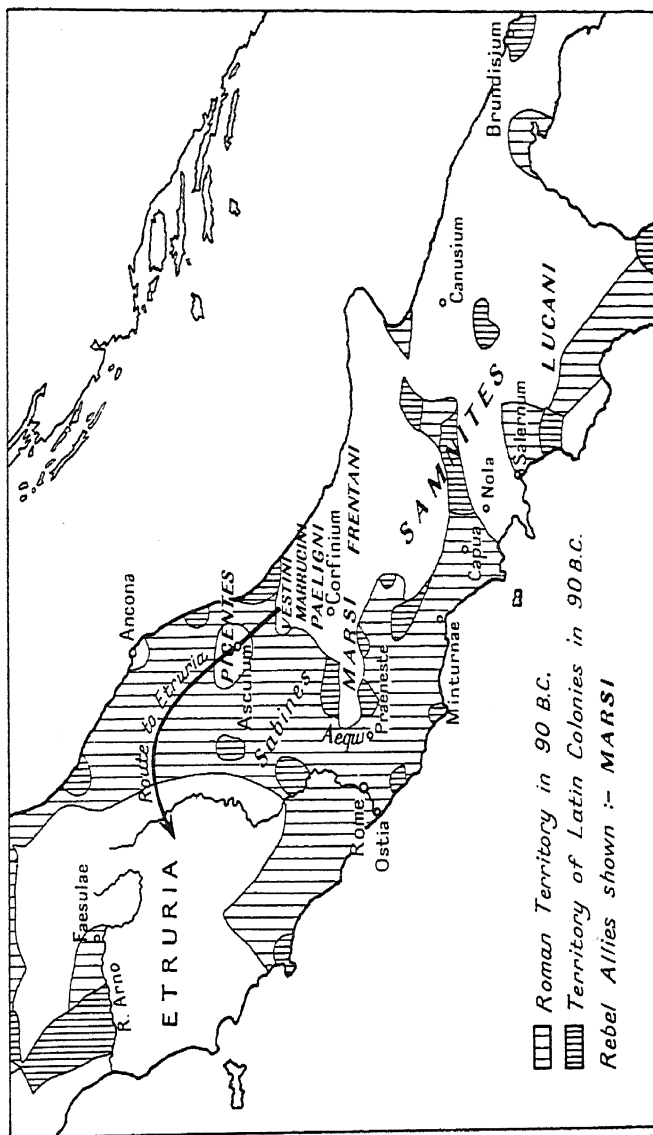 Ancona
Brundisium
Canusium
PICENTES
VESTINI
MARRUCINI
PAELIGNI
Corfinium
FRENTANI
SAMNITES
LUCANI
Salernum
Nola
Capua
Minturnae
MARSI
Asculum
Sabines
Aequi
Praeneste
Route to Etruria
Rome
Ostia
Faesulae
R. Arno
ETRURIA
Roman Territory in 90 B.C.
Territory of Latin Colonies in 90 B.C.
Rebel Allies shown :- MARSI